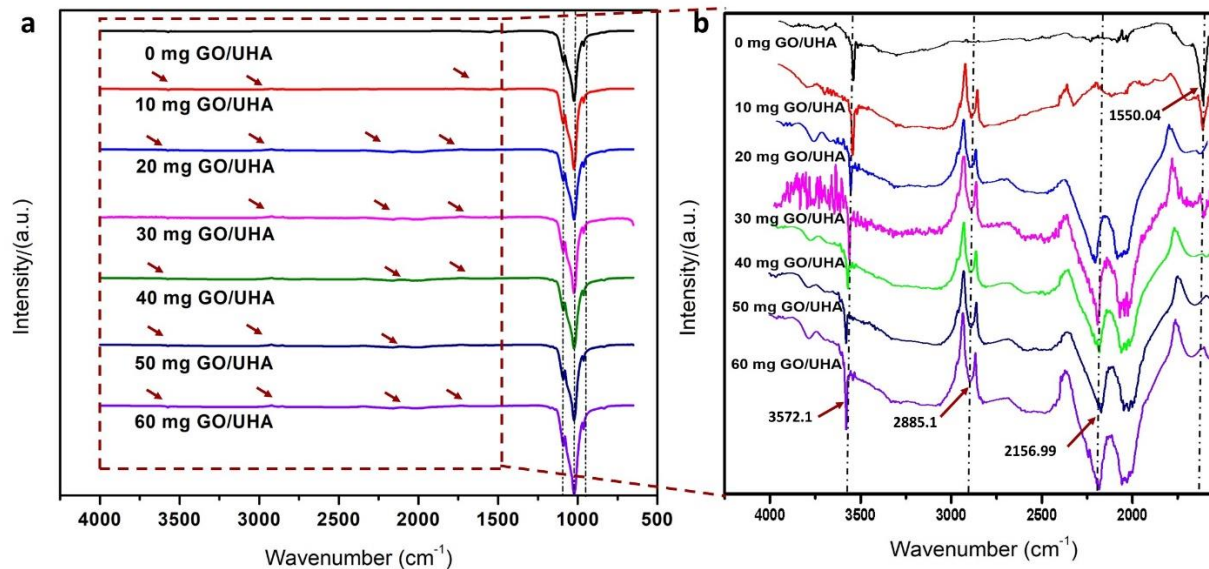 a
0 mg GO/UHA
10 mg GO/UHA
20 mg GO/UHA
30 mg GO/UHA
40 mg GO/UHA
50 mg GO/UHA
60 mg GO/UHA
Intensity/(a.u.)
4000 3500 3000 2500 2000 1500 1000 500
Wavenumber (cm⁻¹)
b
0 mg GO/UHA
10 mg GO/UHA
1550.04
20 mg GO/UHA
30 mg GO/UHA
40 mg GO/UHA
50 mg GO/UHA
60 mg GO/UHA
3572.1
2885.1
2156.99
Intensity/(a.u.)
4000 3500 3000 2500 2000
Wavenumber (cm⁻¹)